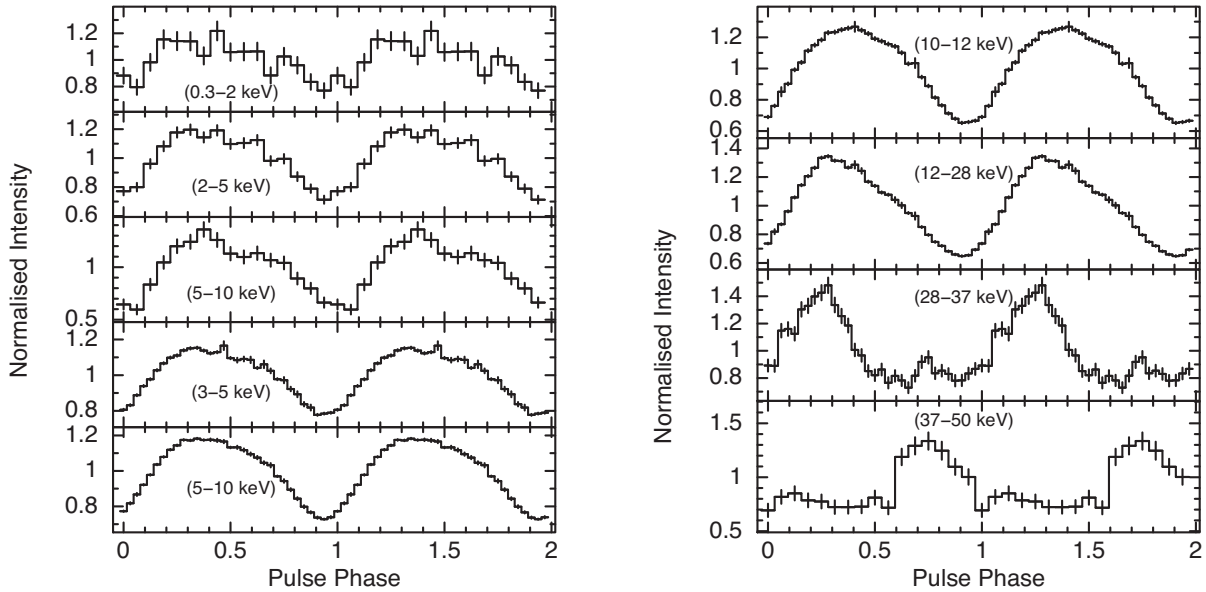 Normalised Intensity
1.2
1
0.8
(0.3−2 keV)
1.2
1
0.8
0.6
(2−5 keV)
1
0.5
(5−10 keV)
1.2
1
0.8
(3−5 keV)
1
0.8
(5−10 keV)
0 0.5 1 1.5 2
Pulse Phase
Normalised Intensity
1.2
1
0.8
0.6
(10−12 keV)
1.4
1.2
1
0.8
0.6
(12−28 keV)
1.4
1.2
1
0.8
(28−37 keV)
1.5
1
0.5
(37−50 keV)
0 0.5 1 1.5 2
Pulse Phase